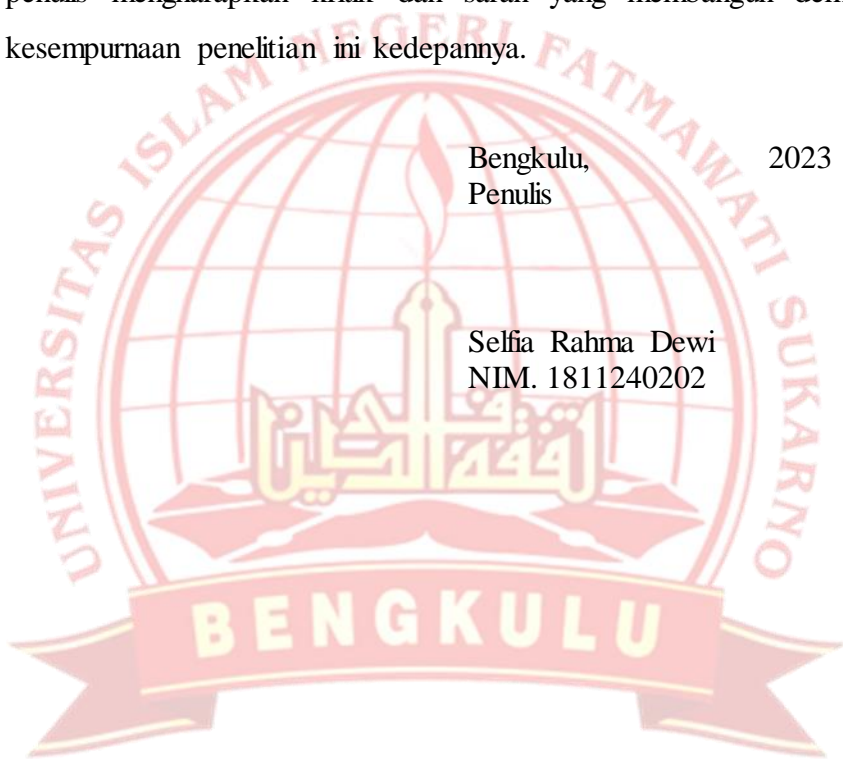 penulis mengharapkan kritik dan saran yang membangun
kesempurnaan penelitian ini kedepannya.
Bengkulu, 2023
Penulis
Selfia Rahma Dewi
NIM. 1811240202
UNIVERSITAS ISLAM NEGERI FATMAWATI SUKARNO
BENGKULU